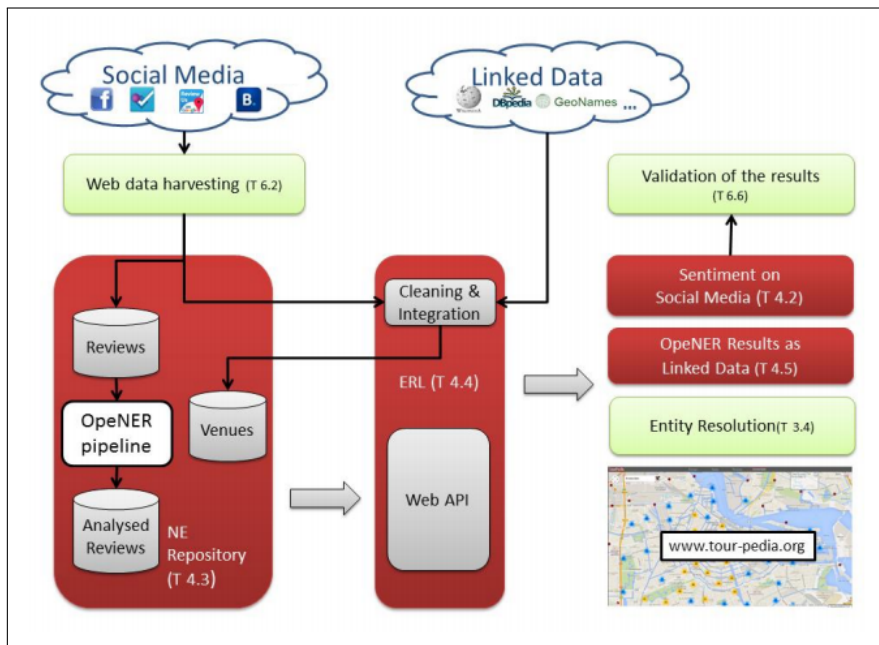 Social Media
f
B.
Linked Data
DBpedia
GeoNames
...
Web data harvesting (T 6.2)
Validation of the results
(T 6.6)
Cleaning &
Integration
Sentiment on
Social Media (T 4.2)
Reviews
OpeNER Results as
Linked Data (T 4.5)
ERL (T 4.4)
OpeNER
pipeline
Venues
Entity Resolution(T 3.4)
Analysed
Reviews
Web API
NE
Repository
(T 4.3)
www.tour-pedia.org